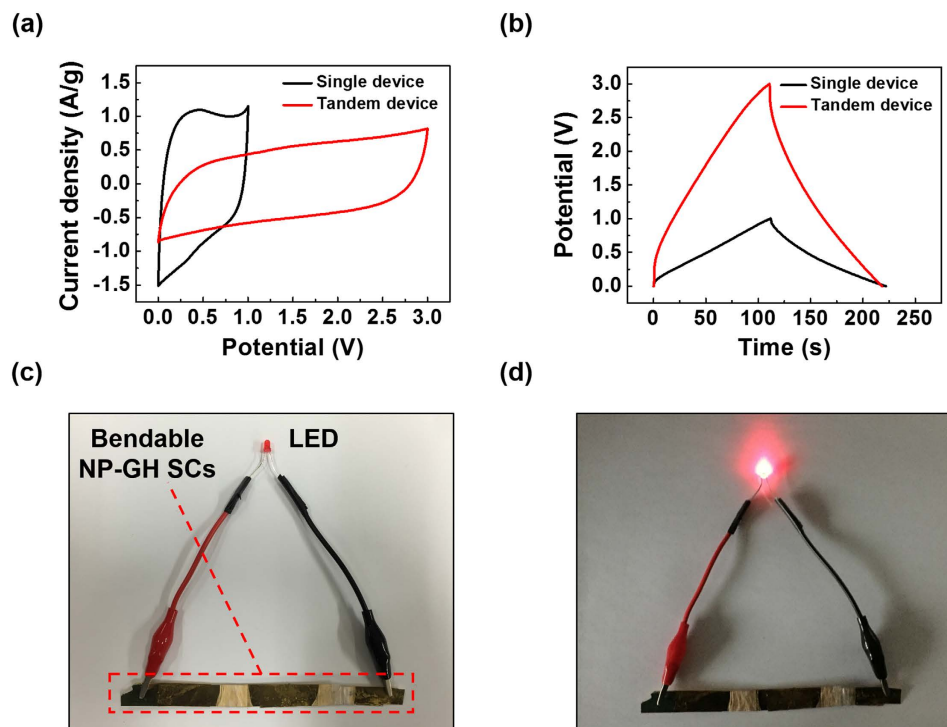 (a)
Current density (A/g)
1.5
1.0
0.5
0.0
-0.5
-1.0
-1.5
Single device
Tandem device
0.0 0.5 1.0 1.5 2.0 2.5 3.0
Potential (V)
(b)
Potential (V)
3.0
2.5
2.0
1.5
1.0
0.5
0.0
Single device
Tandem device
0 50 100 150 200 250
Time (s)
(c)
Bendable
NP-GH SCs
LED
(d)